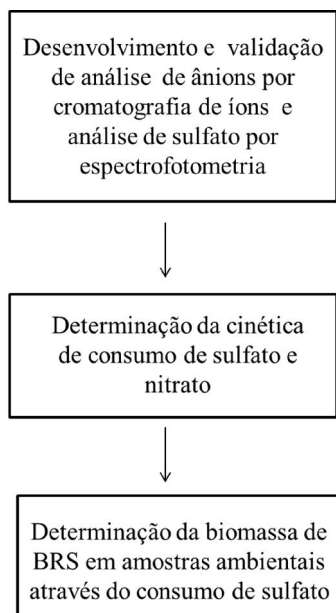 Desenvolvimento e validação
de análise de ânions por
cromatografia de íons e
análise de sulfato por
espectrofotometria
Determinação da cinética
de consumo de sulfato e
nitrato
Determinação da biomassa de
BRS em amostras ambientais
através do consumo de sulfato